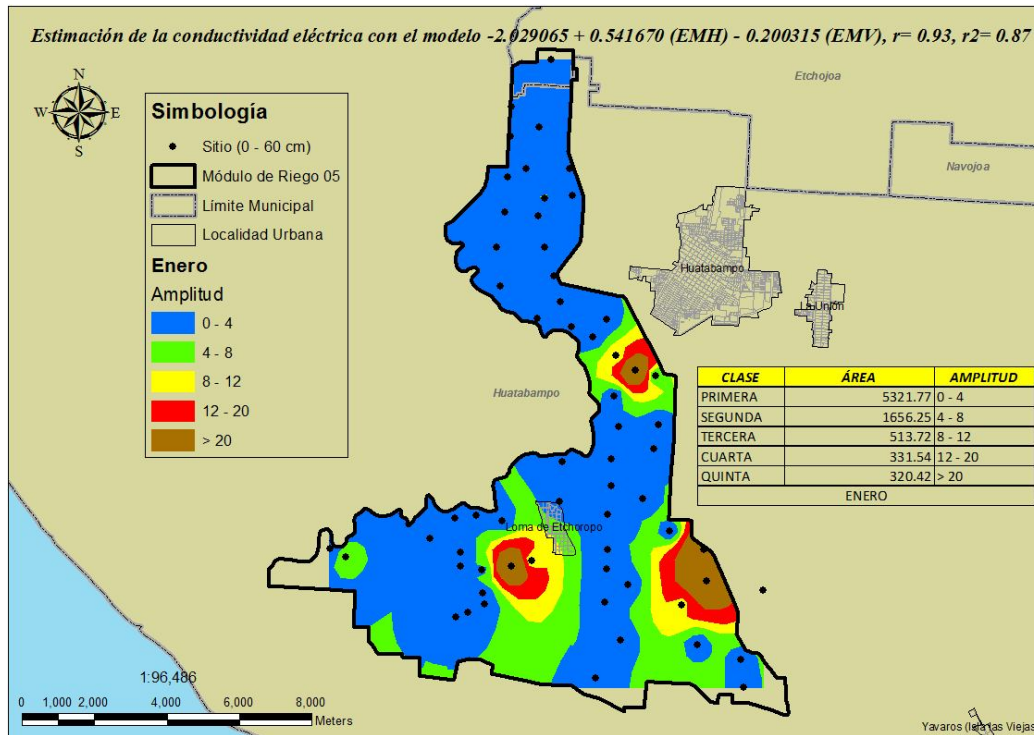 Estimación de la conductividad eléctrica con el modelo -2.029065 + 0.541670 (EMH) - 0.200315 (EMV), r= 0.93, r2= 0.87
N
W E
S
Simbología
Sitio (0 - 60 cm)
Módulo de Riego 05
Límite Municipal
Localidad Urbana
Enero
Amplitud
0 - 4
4 - 8
8 - 12
12 - 20
> 20
Etchojoa
Navojoa
Huatabampo
La Unión
Huatabampo
CLASE ÁREA AMPLITUD
PRIMERA 5321.77 0 - 4
SEGUNDA 1656.25 4 - 8
TERCERA 513.72 8 - 12
CUARTA 331.54 12 - 20
QUINTA 320.42 > 20
ENERO
Loma de Etchoropo
1:96,486
0 1,000 2,000 4,000 6,000 8,000
Meters
Yavaros (Isla las Viejas